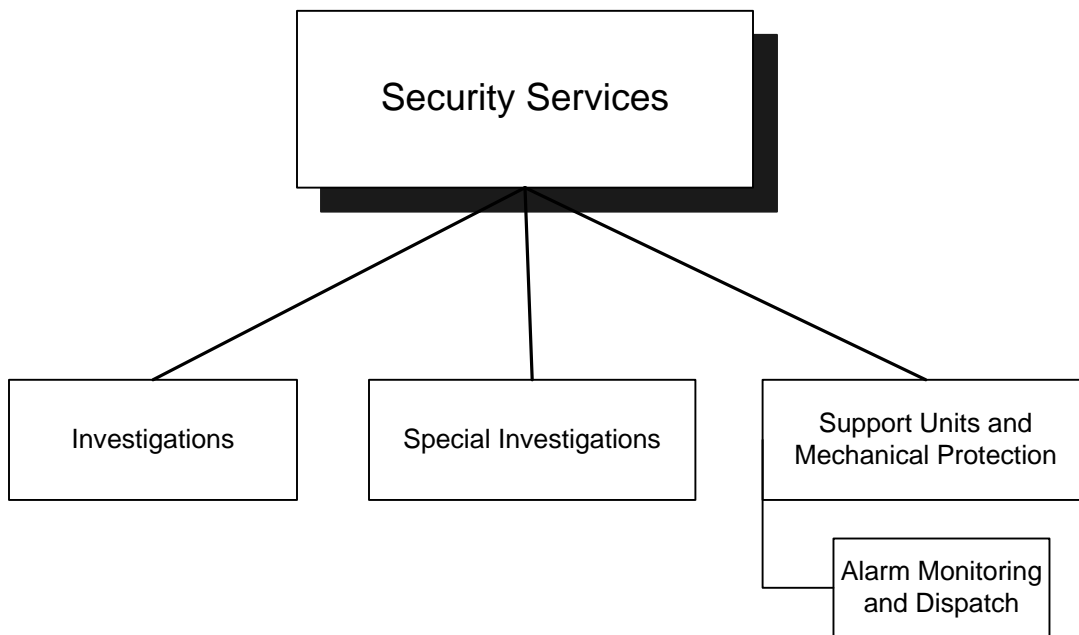 Security Services
Investigations
Special Investigations
Support Units and
Mechanical Protection
Alarm Monitoring
and Dispatch